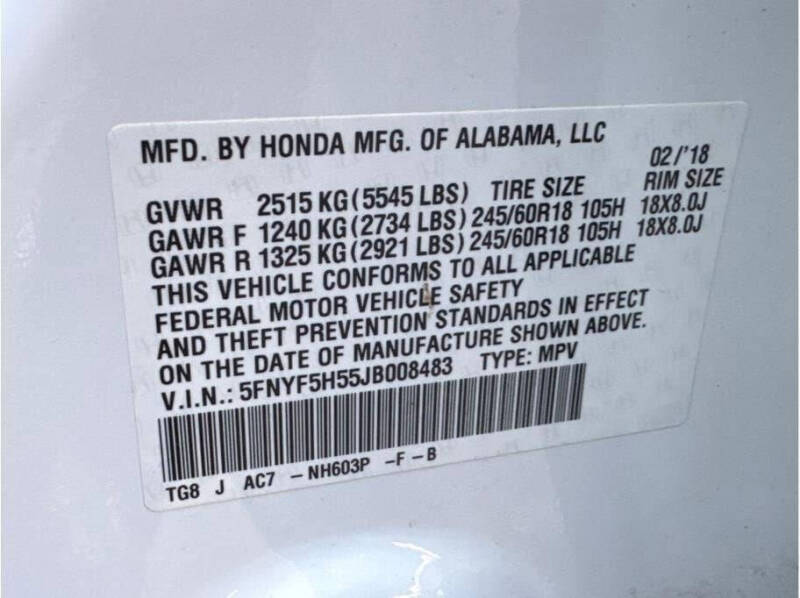 MFD. BY HONDA MFG. OF ALABAMA, LLC
02/'18
GVWR 2515 KG (5545 LBS) TIRE SIZE RIM SIZE
GAWR F 1240 KG (2734 LBS) 245/60R18 105H 18X8.0J
GAWR R 1325 KG (2921 LBS) 245/60R18 105H 18X8.0J
THIS VEHICLE CONFORMS TO ALL APPLICABLE
FEDERAL MOTOR VEHICLE SAFETY
AND THEFT PREVENTION STANDARDS IN EFFECT
ON THE DATE OF MANUFACTURE SHOWN ABOVE.
V.I.N.: 5FNYF5H55JB008483 TYPE: MPV
TG8 J AC7 - NH603P - F - B